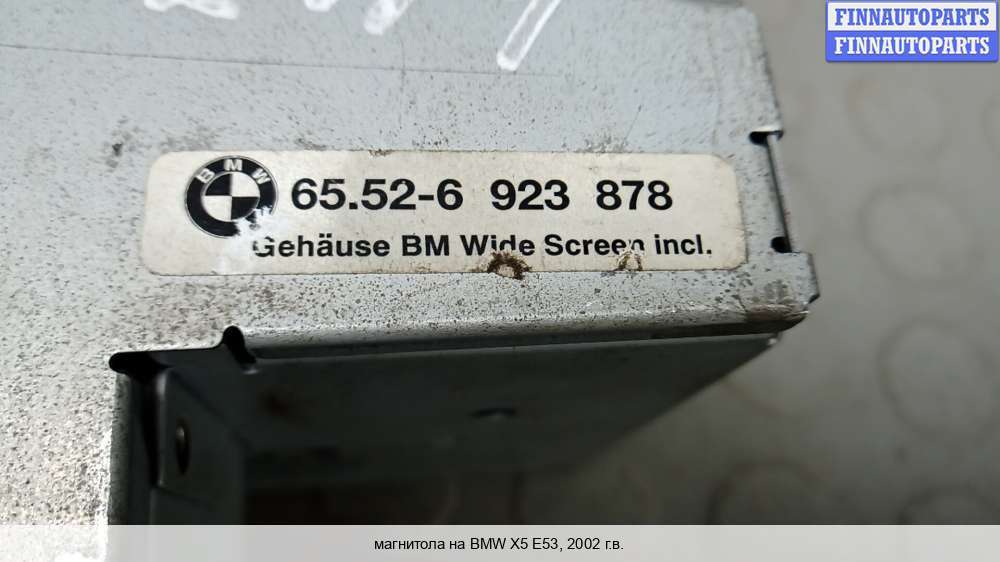 FINNAUTOPARTS
FINNAUTOPARTS
BMW
65.52-6 923 878
Gehäuse BM Wide Screen incl.
магнитола на BMW X5 E53, 2002 г.в.